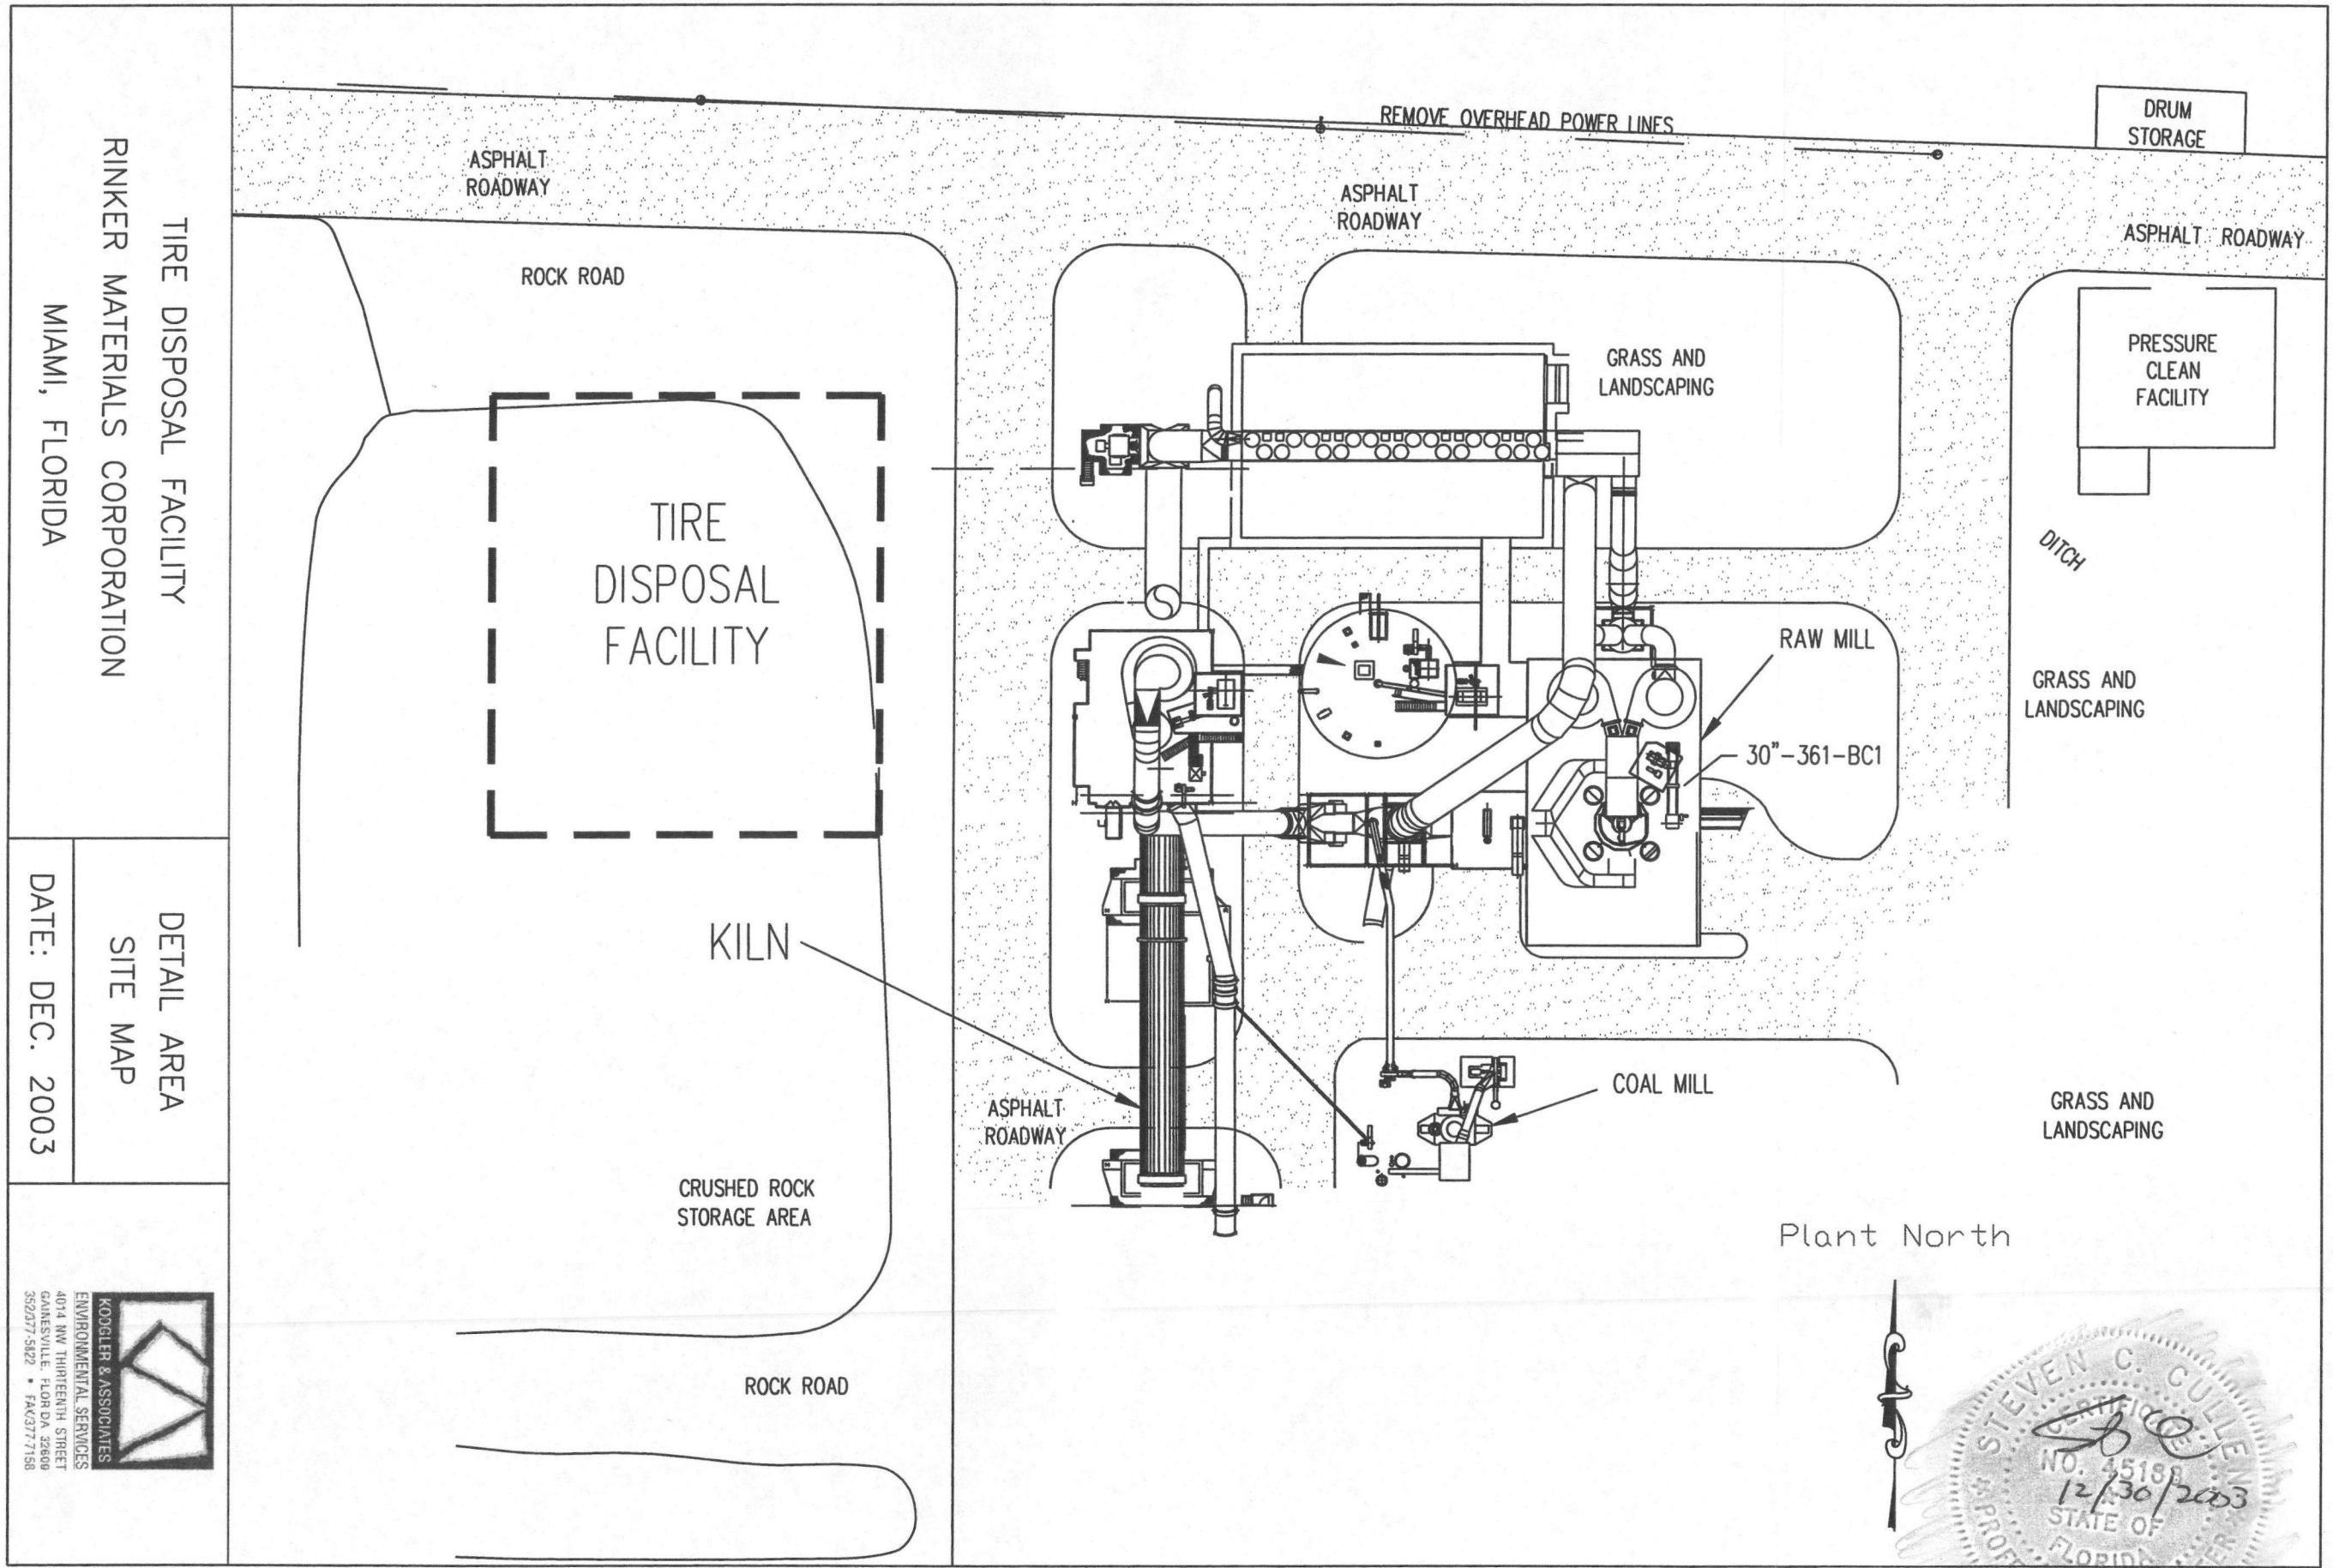 REMOVE OVERHEAD POWER LINES
DRUM
STORAGE
ASPHALT
ROADWAY
ASPHALT
ROADWAY
ASPHALT ROADWAY
ROCK ROAD
GRASS AND
LANDSCAPING
PRESSURE
CLEAN
FACILITY
TIRE
DISPOSAL
FACILITY
DITCH
RAW MILL
GRASS AND
LANDSCAPING
30"-361-BC1
KILN
COAL MILL
ASPHALT
ROADWAY
GRASS AND
LANDSCAPING
CRUSHED ROCK
STORAGE AREA
Plant North
ROCK ROAD
TIRE DISPOSAL FACILITY
RINKER MATERIALS CORPORATION
MIAMI, FLORIDA
DETAIL AREA
SITE MAP
DATE: DEC. 2003
KOOGLER & ASSOCIATES
ENVIRONMENTAL SERVICES
4014 NW THIRTEENTH STREET
GAINESVILLE, FLORIDA 32609
352/377-5822 • FAX/377-7158
STEVEN C. CULLEN
CERTIFICATE
NO. 45188
12/30/2003
STATE OF
FLORIDA